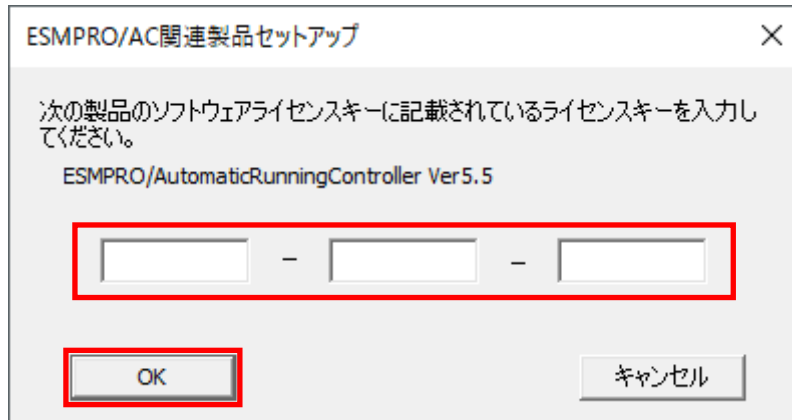 ESMPRO/AC関連製品セットアップ
次の製品のソフトウェアライセンスキーに記載されているライセンスキーを入力し
てください。
ESMPRO/AutomaticRunningController Ver5.5
– –
OK キャンセル